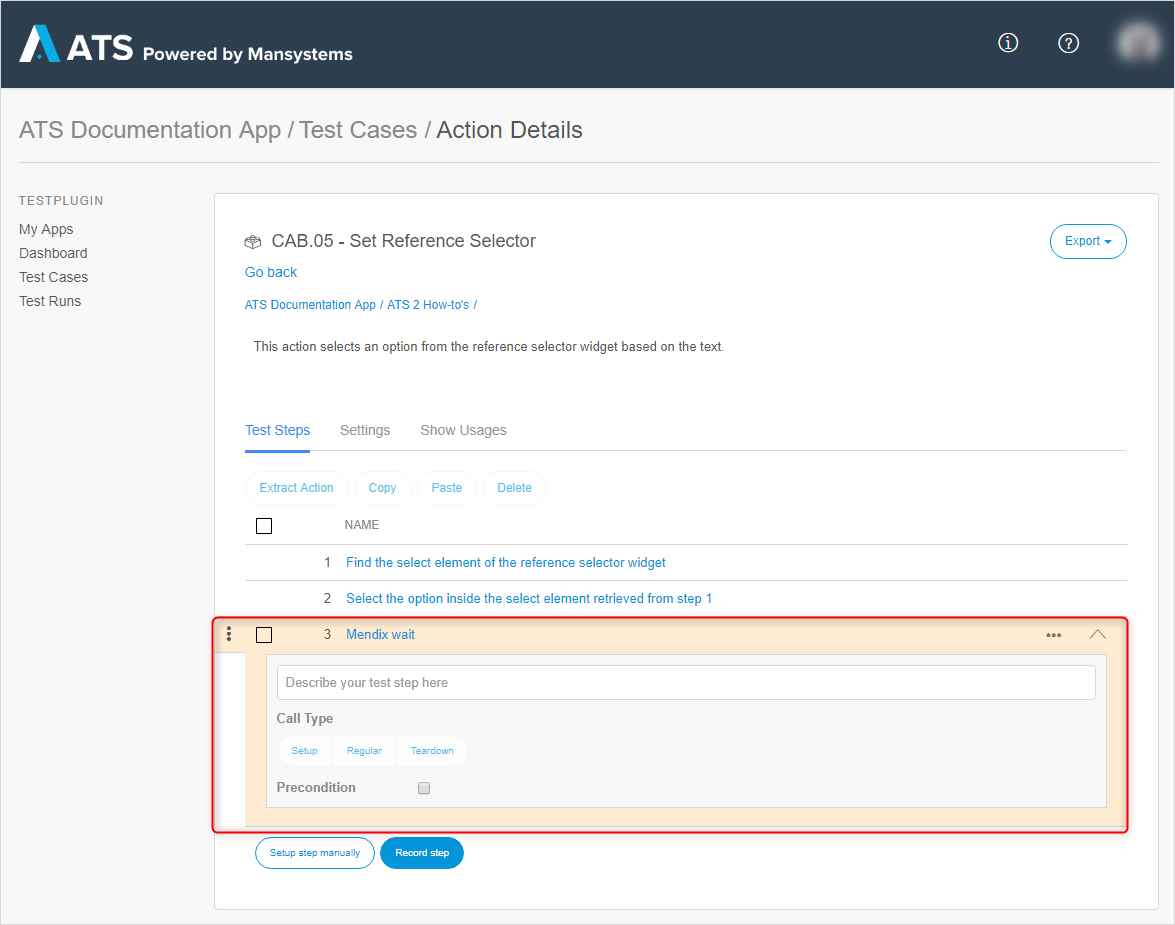 ATS Powered by Mansystems
ATS Documentation App / Test Cases / Action Details
TESTPLUGIN
My Apps
Dashboard
Test Cases
Test Runs
CAB.05 - Set Reference Selector
Export
Go back
ATS Documentation App / ATS 2 How-to's /
This action selects an option from the reference selector widget based on the text.
Test Steps Settings Show Usages
Extract Action Copy Paste Delete
NAME
1 Find the select element of the reference selector widget
2 Select the option inside the select element retrieved from step 1
3 Mendix wait
Describe your test step here
Call Type
Setup Regular Teardown
Precondition
Setup step manually Record step